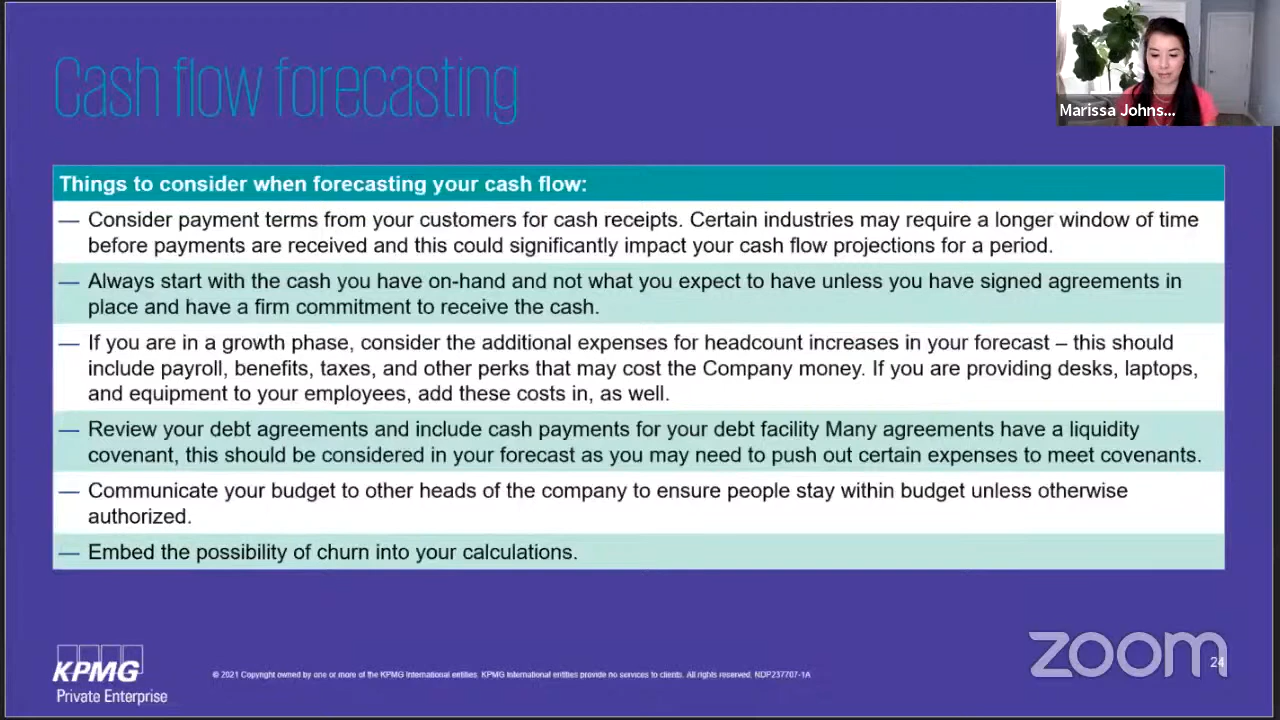 Cash flow forecasting
Marissa Johns...
Things to consider when forecasting your cash flow:
— Consider payment terms from your customers for cash receipts. Certain industries may require a longer window of time
before payments are received and this could significantly impact your cash flow projections for a period.
— Always start with the cash you have on-hand and not what you expect to have unless you have signed agreements in
place and have a firm commitment to receive the cash.
— If you are in a growth phase, consider the additional expenses for headcount increases in your forecast – this should
include payroll, benefits, taxes, and other perks that may cost the Company money. If you are providing desks, laptops,
and equipment to your employees, add these costs in, as well.
— Review your debt agreements and include cash payments for your debt facility Many agreements have a liquidity
covenant, this should be considered in your forecast as you may need to push out certain expenses to meet covenants.
— Communicate your budget to other heads of the company to ensure people stay within budget unless otherwise
authorized.
— Embed the possibility of churn into your calculations.
KPMG
Private Enterprise
© 2021 Copyright owned by one or more of the KPMG International entities. KPMG International entities provide no services to clients. All rights reserved. NDP237707-1A
zoom
24